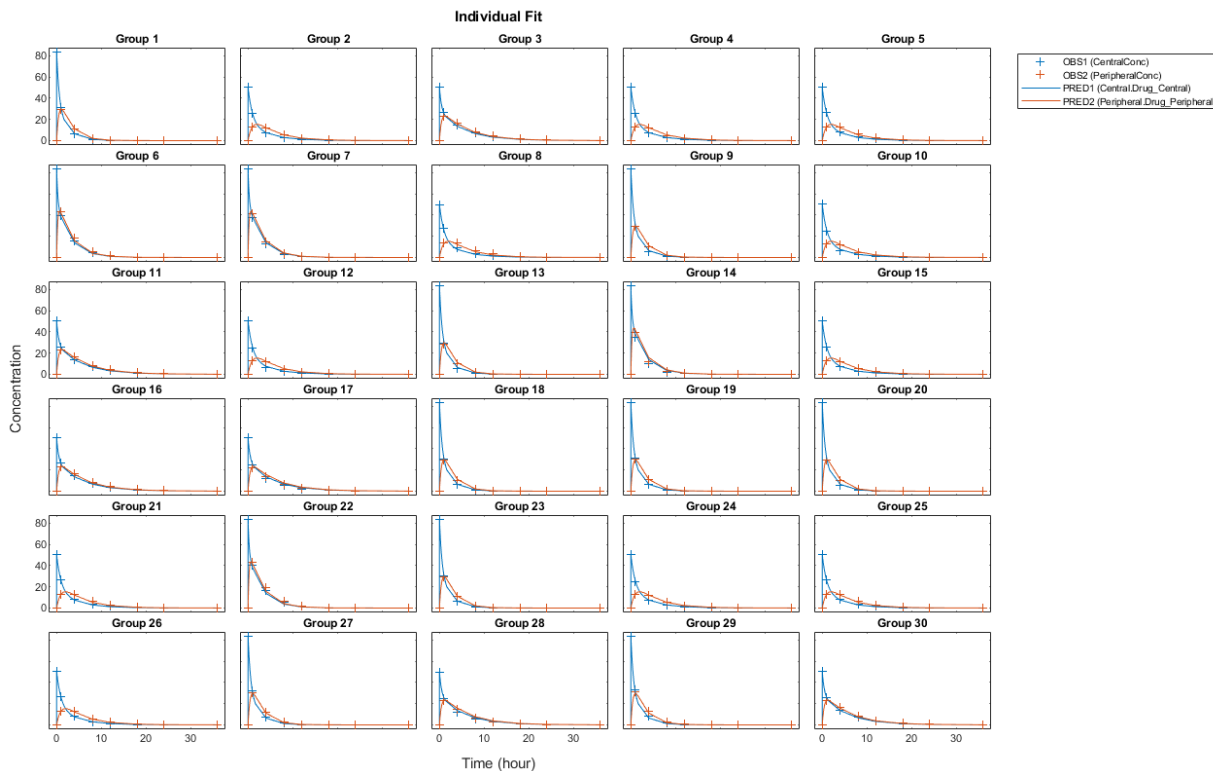 Individual Fit
Group 1
Group 2
Group 3
Group 4
Group 5
80
60
40
20
0
OBS1 (CentralConc)
OBS2 (PeripheralConc)
PRED1 (Central.Drug_Central)
PRED2 (Peripheral.Drug_Peripheral)
Group 6
Group 7
Group 8
Group 9
Group 10
Group 11
Group 12
Group 13
Group 14
Group 15
80
60
40
20
0
Concentration
Group 16
Group 17
Group 18
Group 19
Group 20
Group 21
Group 22
Group 23
Group 24
Group 25
80
60
40
20
0
Group 26
Group 27
Group 28
Group 29
Group 30
0 10 20 30
0 10 20 30
0 10 20 30
Time (hour)